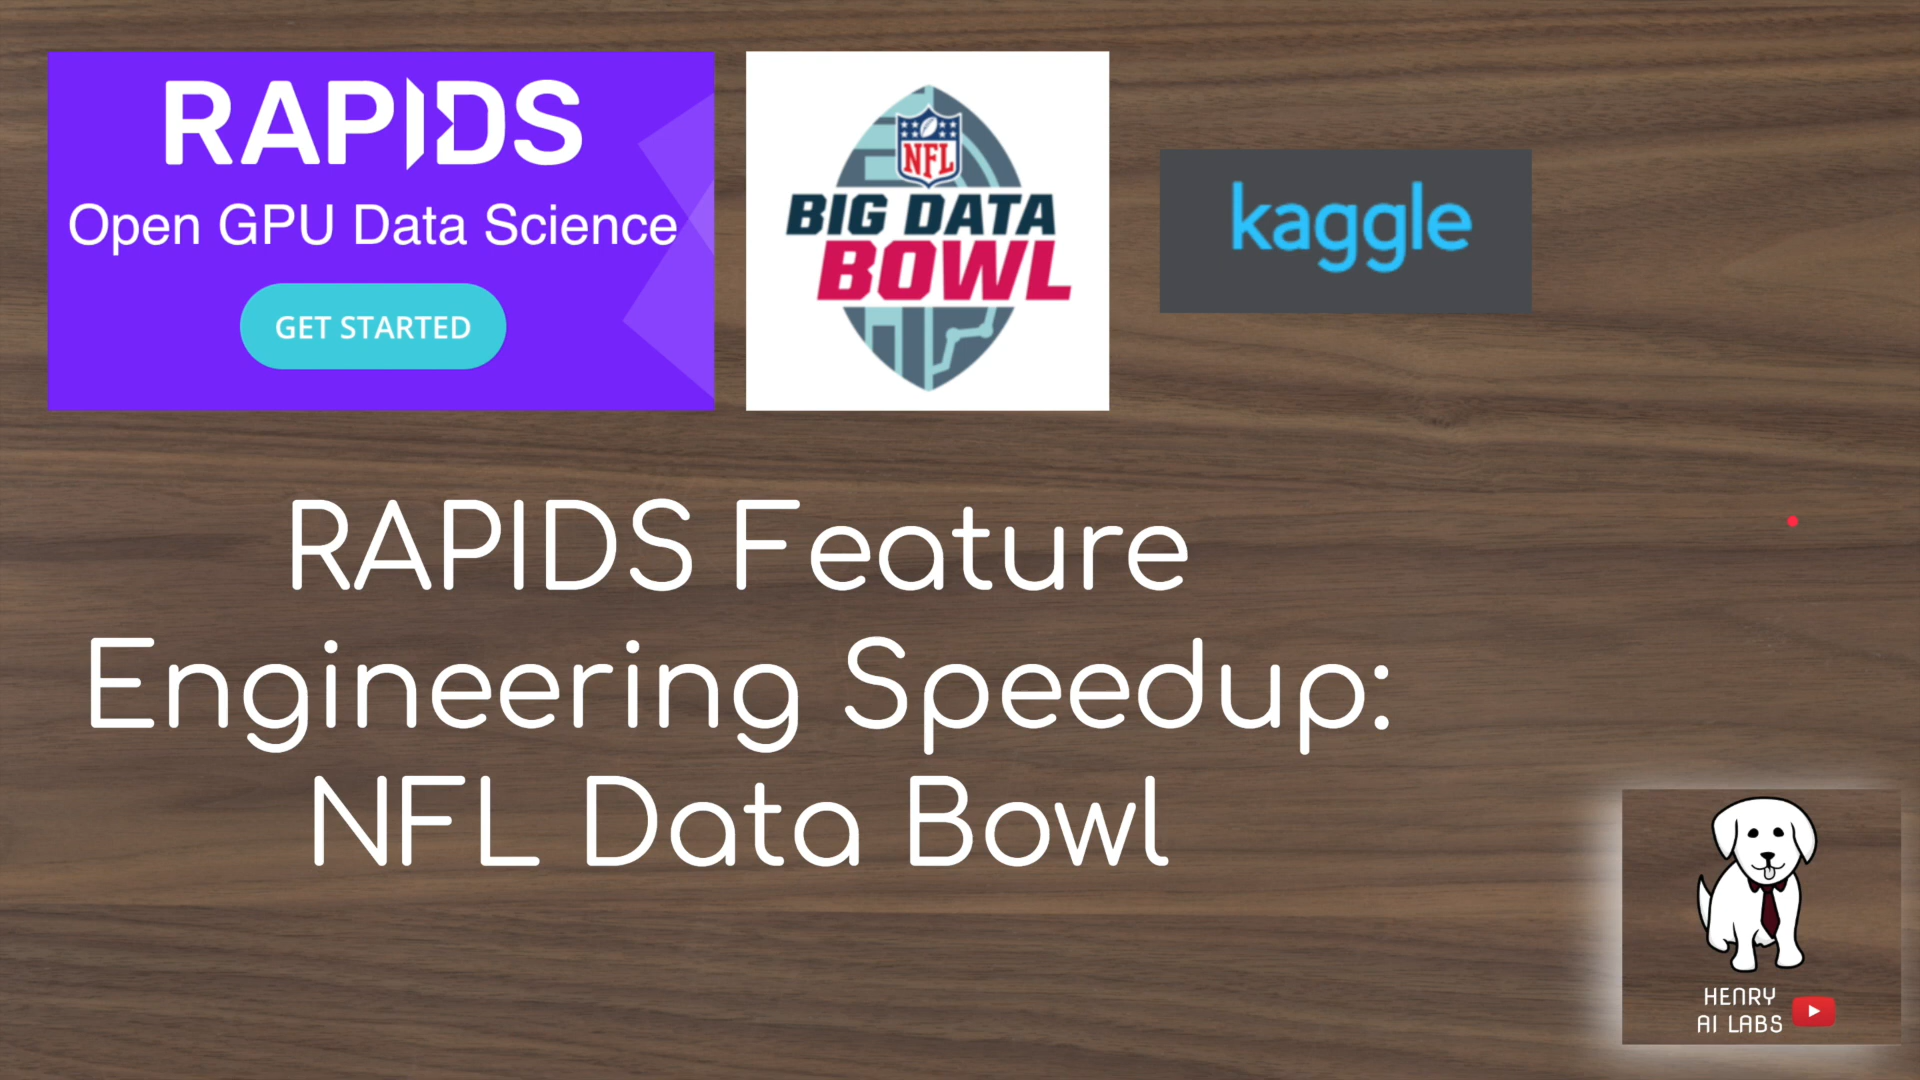 RAPIDS
Open GPU Data Science
GET STARTED
NFL
BIG DATA
BOWL
kaggle
RAPIDS Feature
Engineering Speedup:
NFL Data Bowl
HENRY
AI LABS